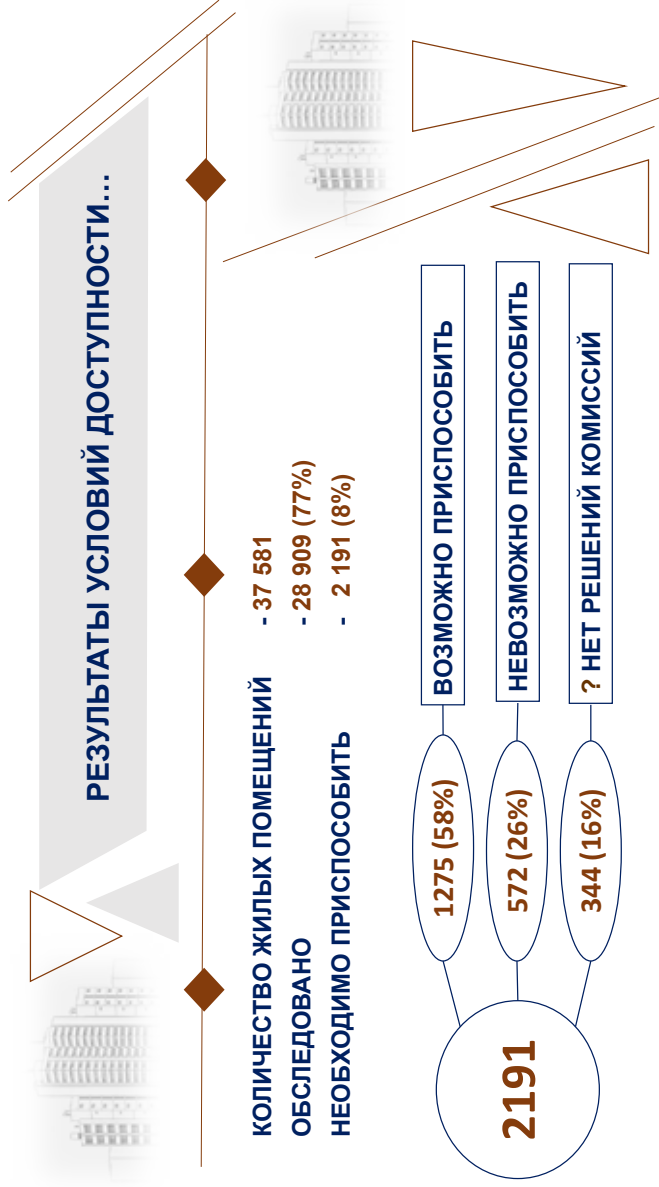 РЕЗУЛЬТАТЫ УСЛОВИЙ ДОСТУПНОСТИ...
КОЛИЧЕСТВО ЖИЛЫХ ПОМЕЩЕНИЙ - 37 581
ОБСЛЕДОВАНО - 28 909 (77%)
НЕОБХОДИМО ПРИСПОСОБИТЬ - 2 191 (8%)
2191
1275 (58%) ВОЗМОЖНО ПРИСПОСОБИТЬ
572 (26%) НЕВОЗМОЖНО ПРИСПОСОБИТЬ
344 (16%) ? НЕТ РЕШЕНИЙ КОМИССИЙ